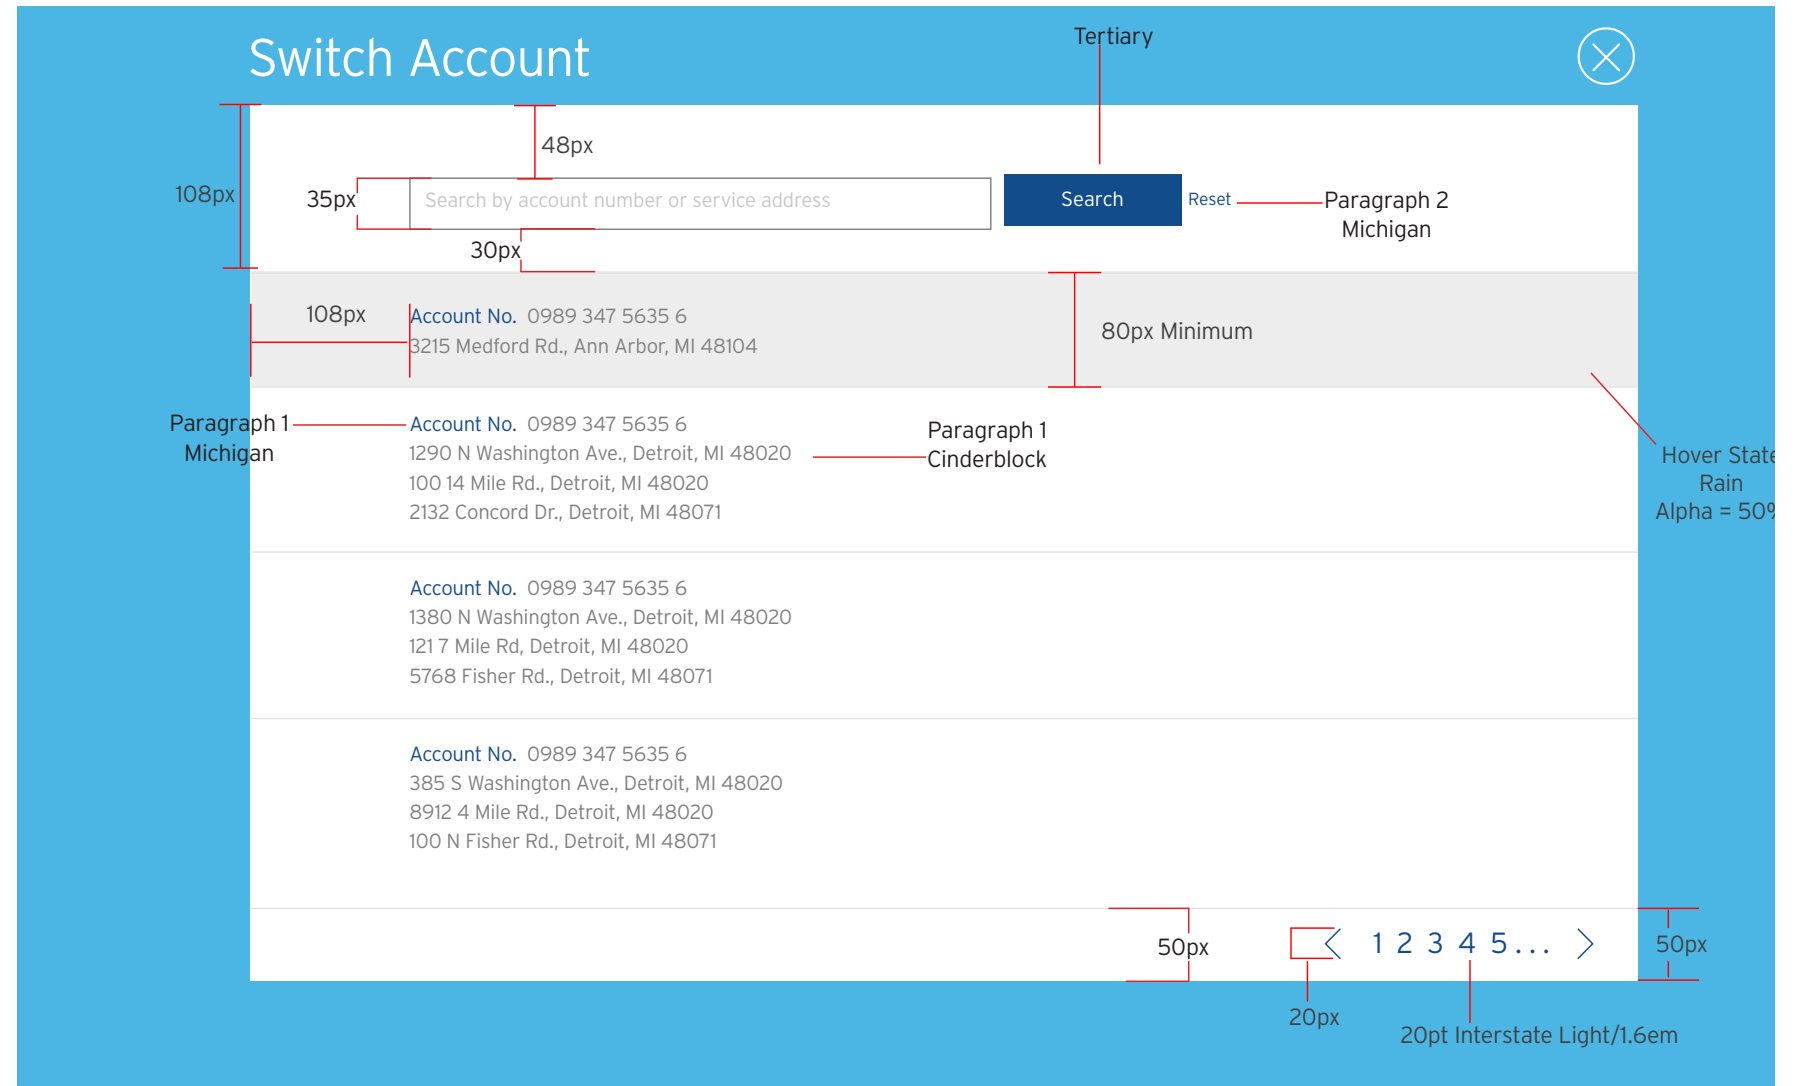 Switch Account
Tertiary
48px
108px
35px
Search by account number or service address
Search
Reset
Paragraph 2
Michigan
30px
108px
Account No. 0989 347 5635 6
3215 Medford Rd., Ann Arbor, MI 48104
80px Minimum
Paragraph 1
Michigan
Account No. 0989 347 5635 6
1290 N Washington Ave., Detroit, MI 48020
100 14 Mile Rd., Detroit, MI 48020
2132 Concord Dr., Detroit, MI 48071
Paragraph 1
Cinderblock
Hover State
Rain
Alpha = 50%
Account No. 0989 347 5635 6
1380 N Washington Ave., Detroit, MI 48020
121 7 Mile Rd, Detroit, MI 48020
5768 Fisher Rd., Detroit, MI 48071
Account No. 0989 347 5635 6
385 S Washington Ave., Detroit, MI 48020
8912 4 Mile Rd., Detroit, MI 48020
100 N Fisher Rd., Detroit, MI 48071
50px
1 2 3 4 5...
50px
20px
20pt Interstate Light/1.6em